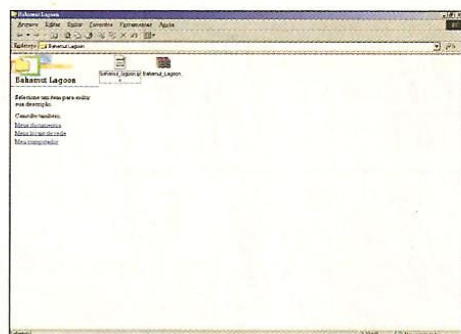 Bahamut Lagoon
Arquivo Editar Exibir Favoritos Ferramentas Ajuda
Endereço Bahamut Lagoon
Bahamut Lagoon
Bahamut_Lagoon
Selecione um item para exibir
sua descrição.
Consulte também:
Meus documentos
Meus locais de rede
Meu computador